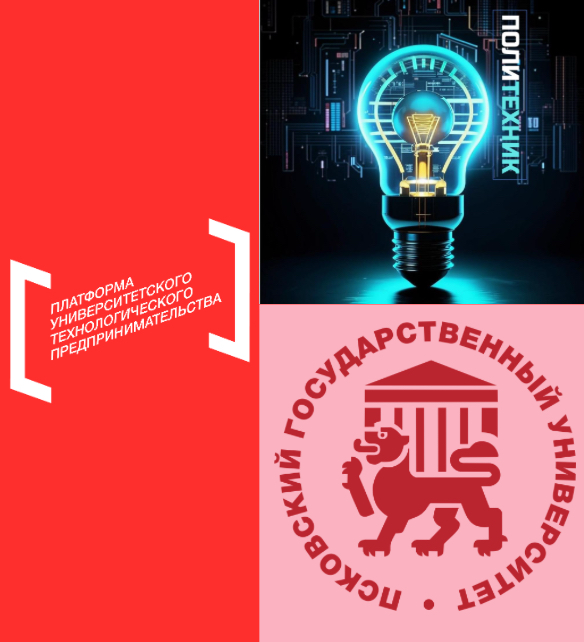 ПЛАТФОРМА
УНИВЕРСИТЕТСКОГО
ТЕХНОЛОГИЧЕСКОГО
ПРЕДПРИНИМАТЕЛЬСТВА
ПОЛИТЕХНИК
ПСКОВСКИЙ ГОСУДАРСТВЕННЫЙ УНИВЕРСИТЕТ •